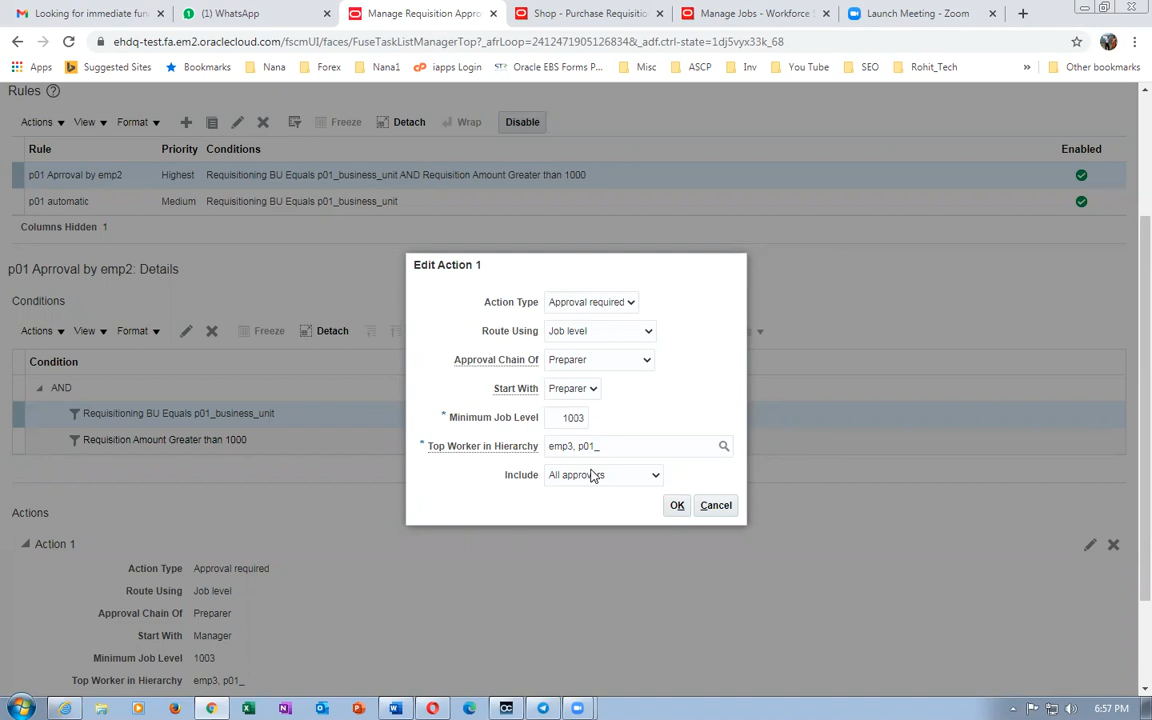 Looking for immediate fun
(1) WhatsApp
Manage Requisition Appro
Shop - Purchase Requisitio
Manage Jobs - Workforce S
Launch Meeting - Zoom
ehdq-test.fa.em2.oraclecloud.com/fscmUI/faces/FuseTaskListManagerTop?_afrLoop=2412471905126834&_adf.ctrl-state=1dj5vyx33k_68
Apps Suggested Sites Bookmarks Nana Forex Nana1 iapps Login Oracle EBS Forms P... Misc ASCP Inv You Tube SEO Rohit_Tech » Other bookmarks
Rules
Actions View Format Freeze Detach Wrap Disable
Rule Priority Conditions Enabled
p01 Aprroval by emp2 Highest Requisitioning BU Equals p01_business_unit AND Requisition Amount Greater than 1000
p01 automatic Medium Requisitioning BU Equals p01_business_unit
Columns Hidden 1
p01 Aprroval by emp2: Details
Conditions
Actions View Format Freeze Detach
Condition
AND
Requisitioning BU Equals p01_business_unit
Requisition Amount Greater than 1000
Edit Action 1
Action Type Approval required
Route Using Job level
Approval Chain Of Preparer
Start With Preparer
* Minimum Job Level 1003
* Top Worker in Hierarchy emp3, p01_
Include All approvers
OK Cancel
Actions
Action 1
Action Type Approval required
Route Using Job level
Approval Chain Of Preparer
Start With Manager
Minimum Job Level 1003
Top Worker in Hierarchy emp3, p01_
6:57 PM